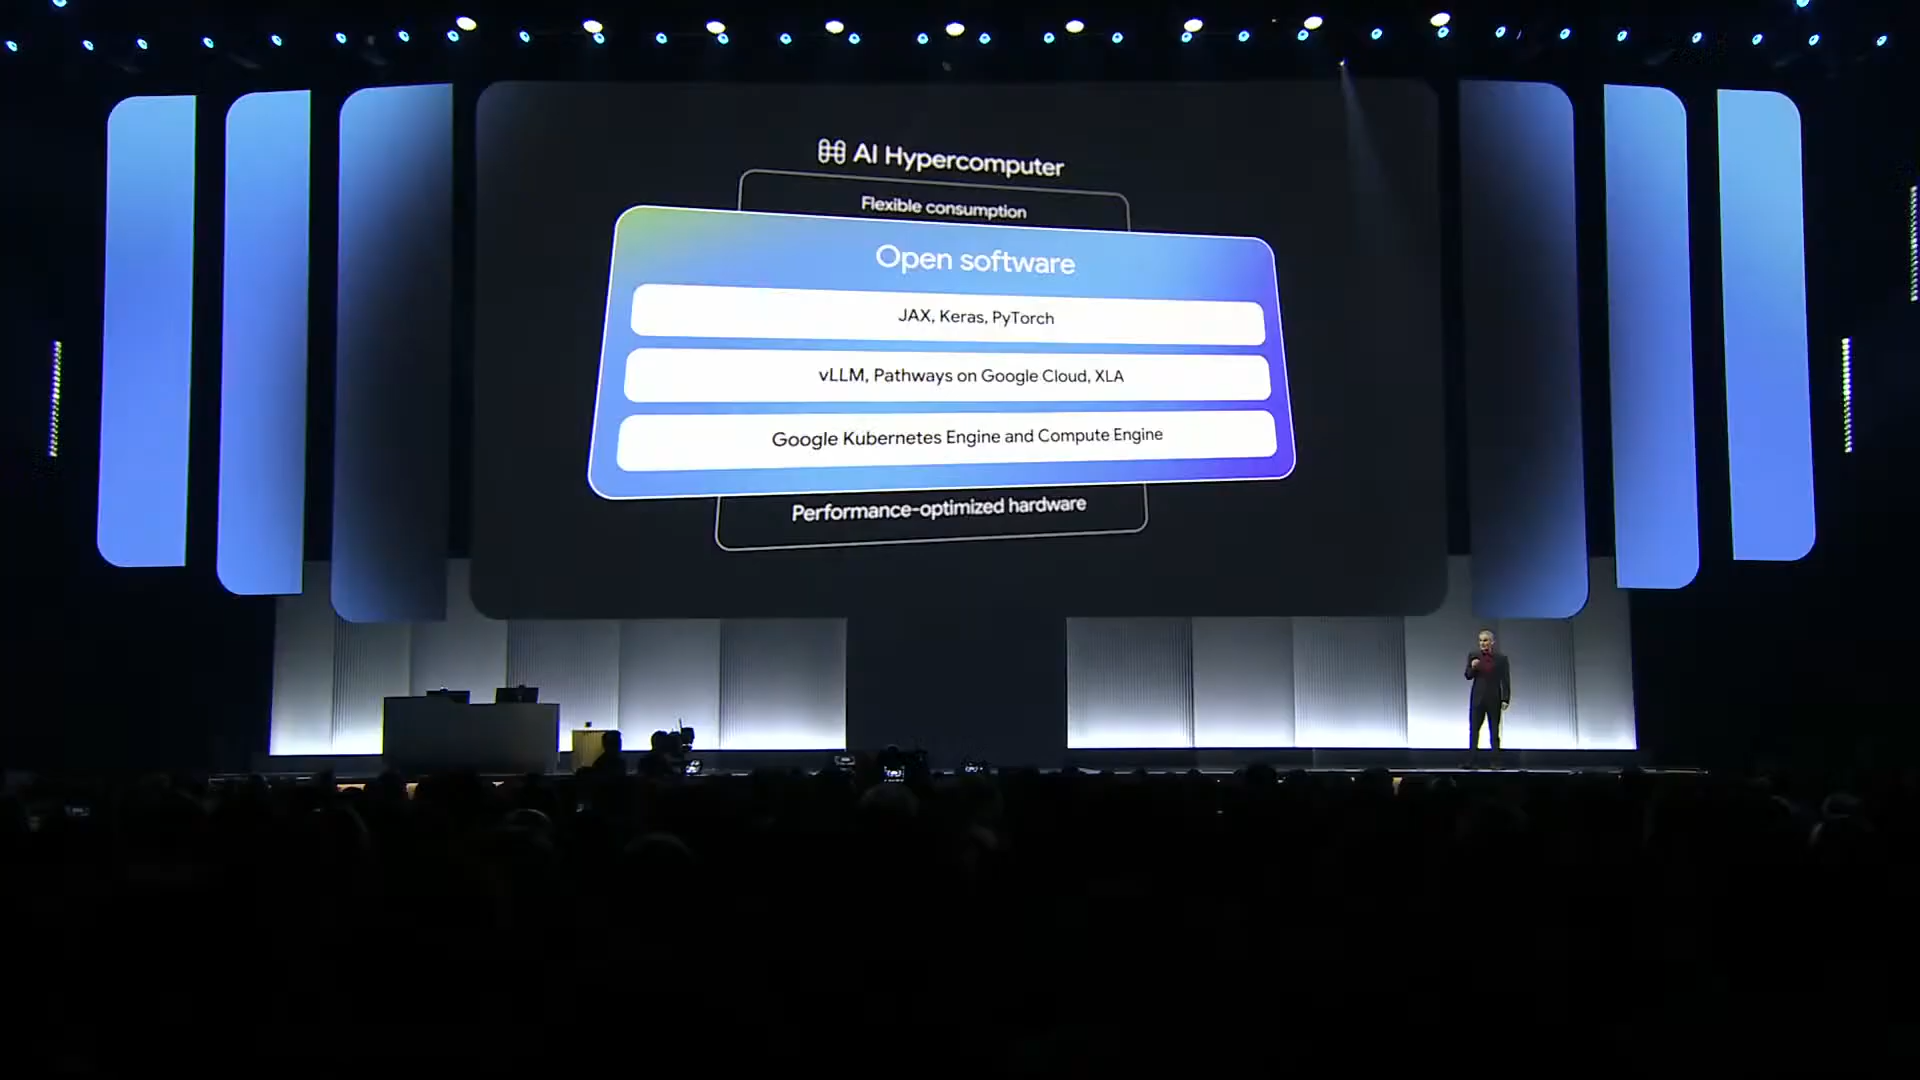 AI Hypercomputer
Flexible consumption
Open software
JAX, Keras, PyTorch
vLLM, Pathways on Google Cloud, XLA
Google Kubernetes Engine and Compute Engine
Performance-optimized hardware